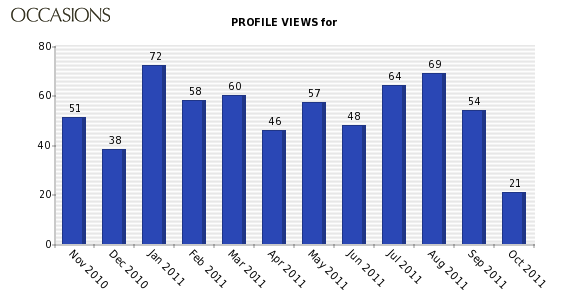 OCCASIONS
PROFILE VIEWS for
80
60
40
20
0
51
38
72
58
60
46
57
48
64
69
54
21
Nov 2010
Dec 2010
Jan 2011
Feb 2011
Mar 2011
Apr 2011
May 2011
Jun 2011
Jul 2011
Aug 2011
Sep 2011
Oct 2011